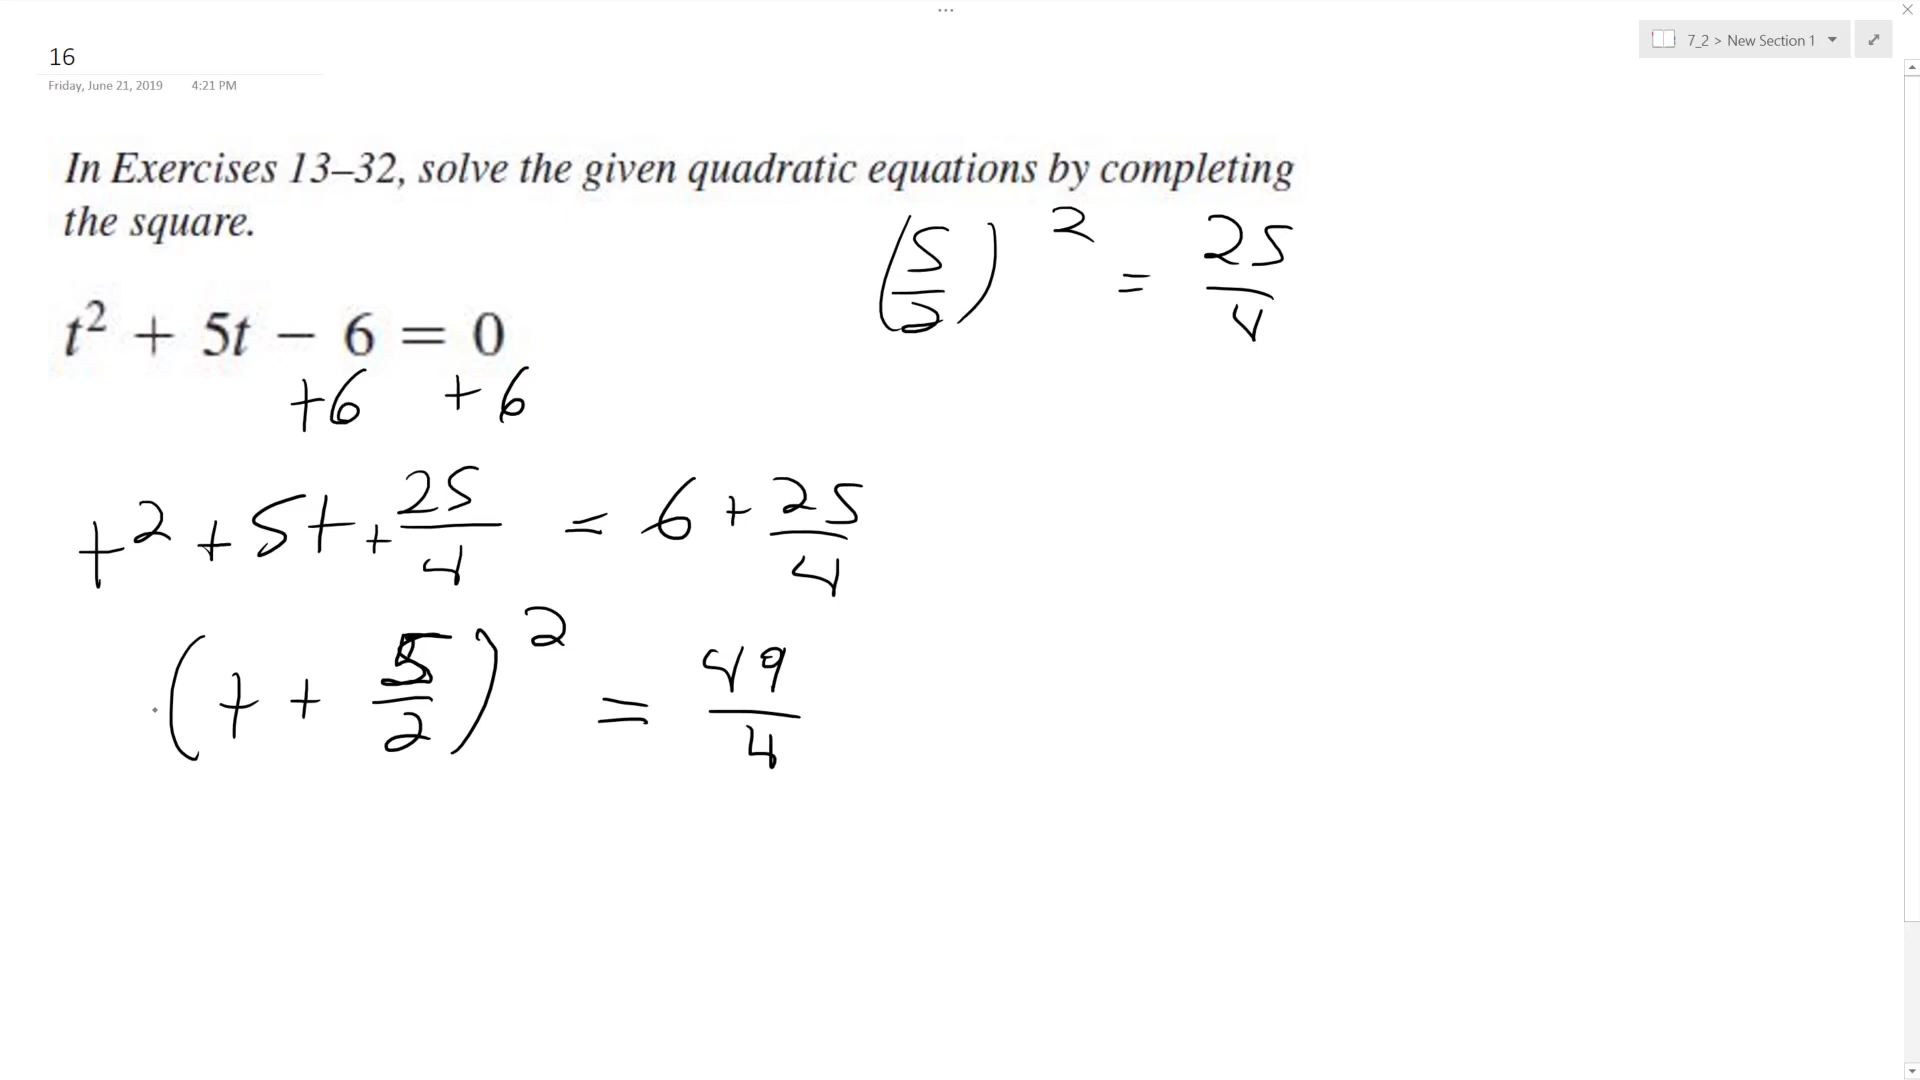 ...
16
7_2 > New Section 1
Friday, June 21, 2019 4:21 PM
In Exercises 13–32, solve the given quadratic equations by completing
the square.
(5/2)² = 25/4
t² + 5t − 6 = 0
+6 +6
t² + 5t + 25/4 = 6 + 25/4
(t + 5/2)² = 49/4